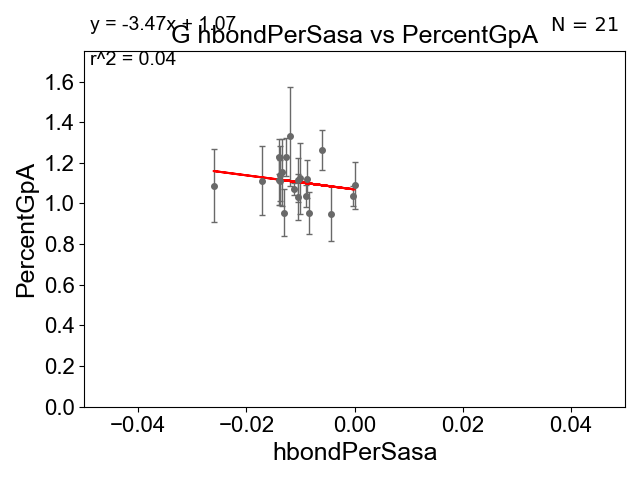 y = -3.47x + 1.07
N = 21
G hbondPerSasa vs PercentGpA
r^2 = 0.04
PercentGpA
1.6
1.4
1.2
1.0
0.8
0.6
0.4
0.2
0.0
−0.04 −0.02 0.00 0.02 0.04
hbondPerSasa